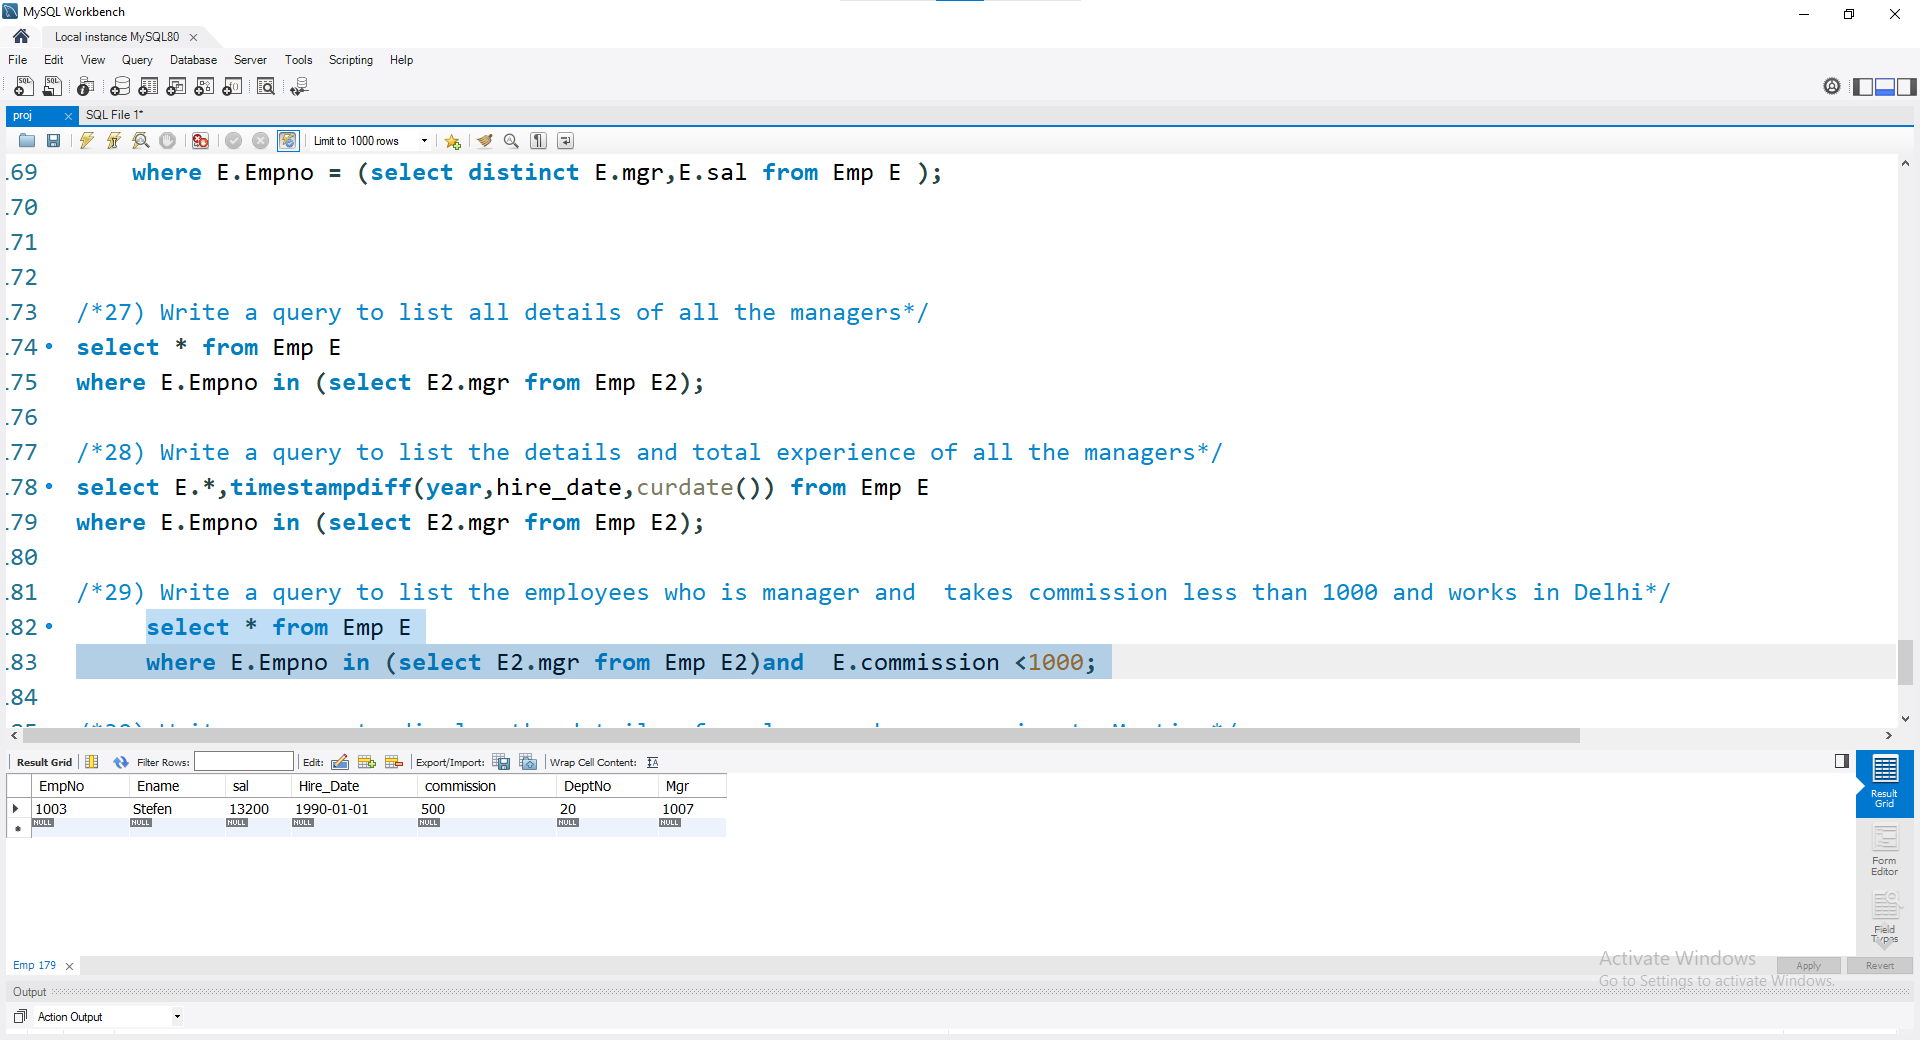 MySQL Workbench
Local instance MySQL80
File Edit View Query Database Server Tools Scripting Help
proj SQL File 1*
Limit to 1000 rows
.69 where E.Empno = (select distinct E.mgr,E.sal from Emp E );
.70
.71
.72
.73 /*27) Write a query to list all details of all the managers*/
.74 select * from Emp E
.75 where E.Empno in (select E2.mgr from Emp E2);
.76
.77 /*28) Write a query to list the details and total experience of all the managers*/
.78 select E.*,timestampdiff(year,hire_date,curdate()) from Emp E
.79 where E.Empno in (select E2.mgr from Emp E2);
.80
.81 /*29) Write a query to list the employees who is manager and  takes commission less than 1000 and works in Delhi*/
.82 select * from Emp E
.83 where E.Empno in (select E2.mgr from Emp E2)and  E.commission <1000;
.84
Result Grid Filter Rows: Edit: Export/Import: Wrap Cell Content:
EmpNo Ename sal Hire_Date commission DeptNo Mgr
1003 Stefen 13200 1990-01-01 500 20 1007
NULL NULL NULL NULL NULL NULL NULL
Result Grid
Form Editor
Field Types
Emp 179
Apply Revert
Activate Windows
Go to Settings to activate Windows.
Output
Action Output